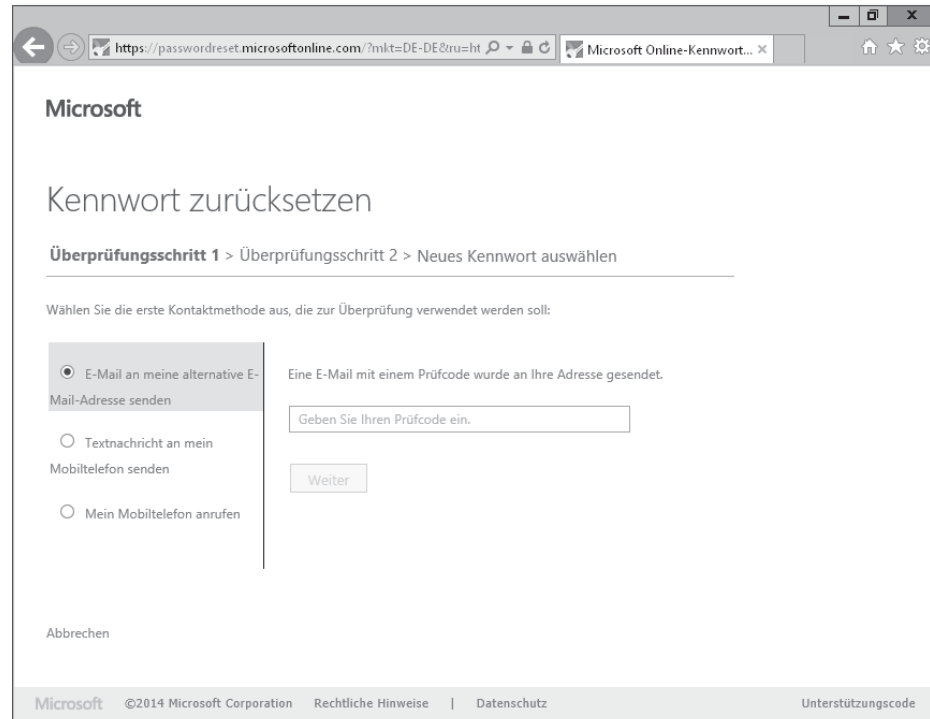 https://passwordreset.microsoftonline.com/?mkt=DE-DE&ru=ht
Microsoft Online-Kennwort...
Microsoft
Kennwort zurücksetzen
Überprüfungsschritt 1 > Überprüfungsschritt 2 > Neues Kennwort auswählen
Wählen Sie die erste Kontaktmethode aus, die zur Überprüfung verwendet werden soll:
E-Mail an meine alternative E-
Mail-Adresse senden
Textnachricht an mein
Mobiltelefon senden
Mein Mobiltelefon anrufen
Eine E-Mail mit einem Prüfcode wurde an Ihre Adresse gesendet.
Geben Sie Ihren Prüfcode ein.
Weiter
Abbrechen
Microsoft ©2014 Microsoft Corporation Rechtliche Hinweise | Datenschutz Unterstützungscode